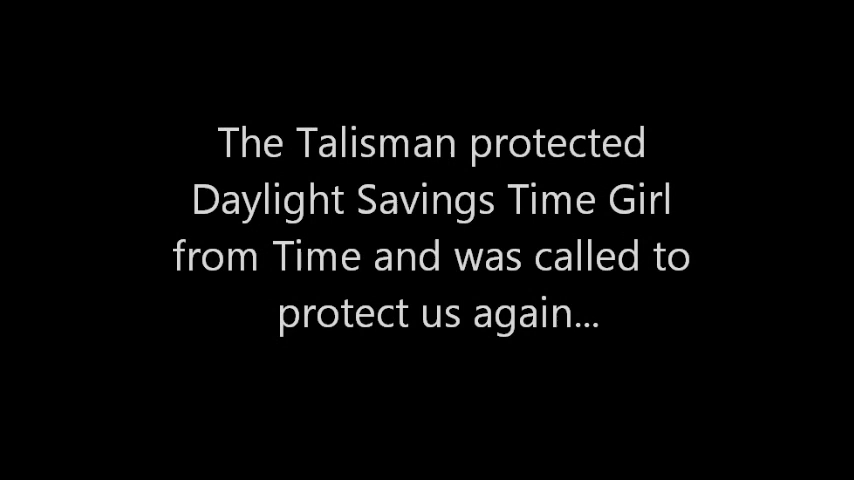 The Talisman protected
Daylight Savings Time Girl
from Time and was called to
protect us again...